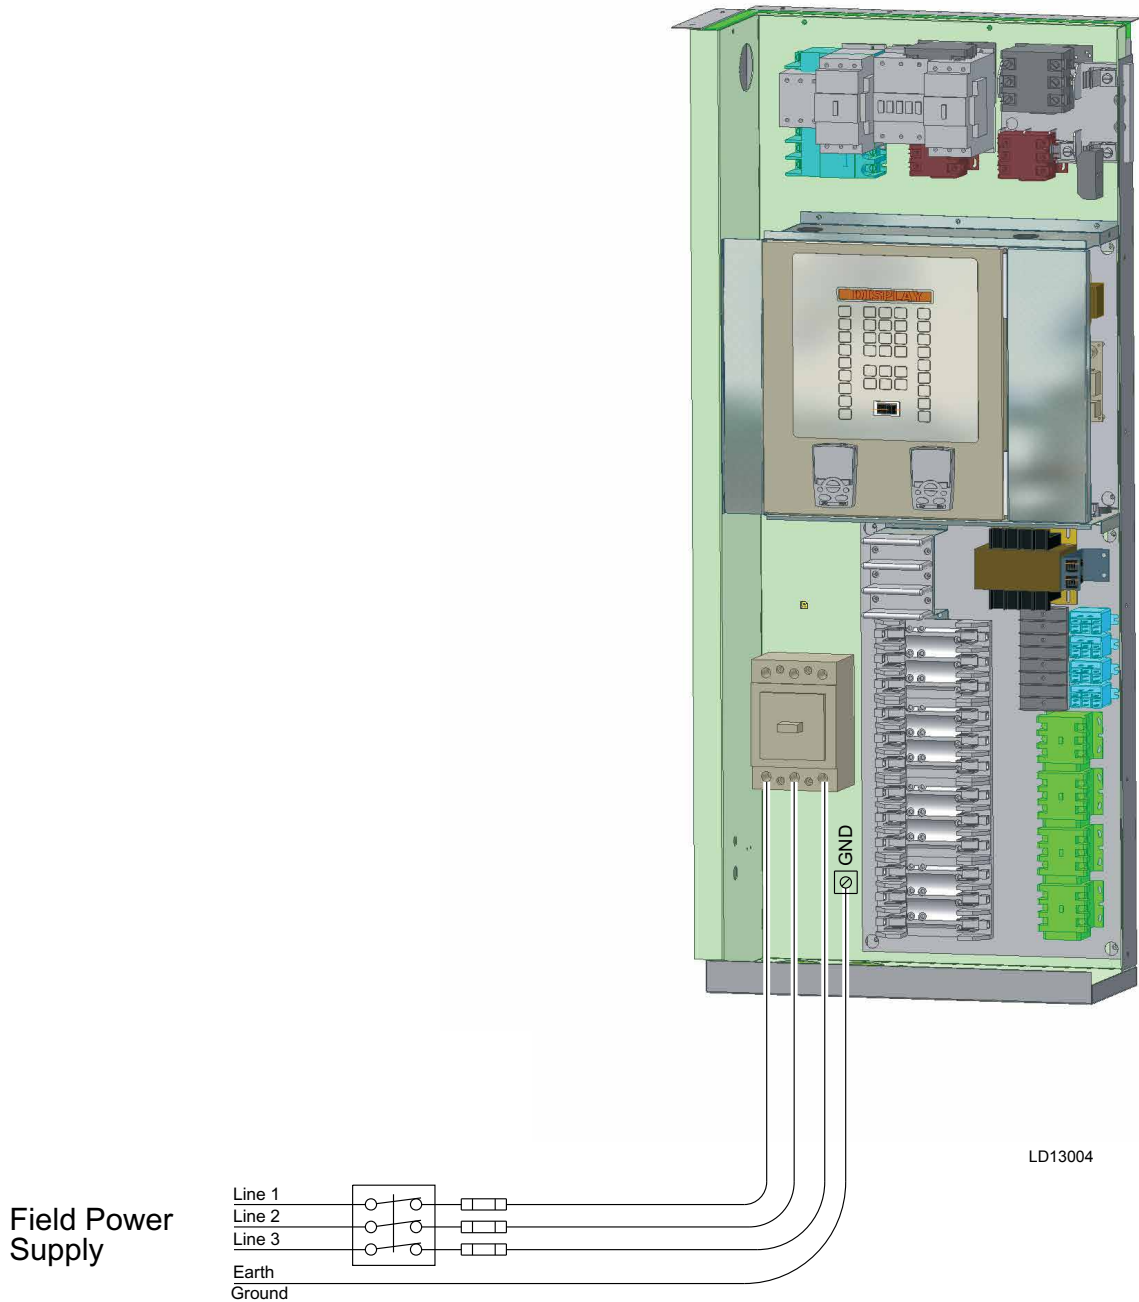 DISPLAY
GND
LD13004
Field Power
Supply
Line 1
Line 2
Line 3
Earth
Ground